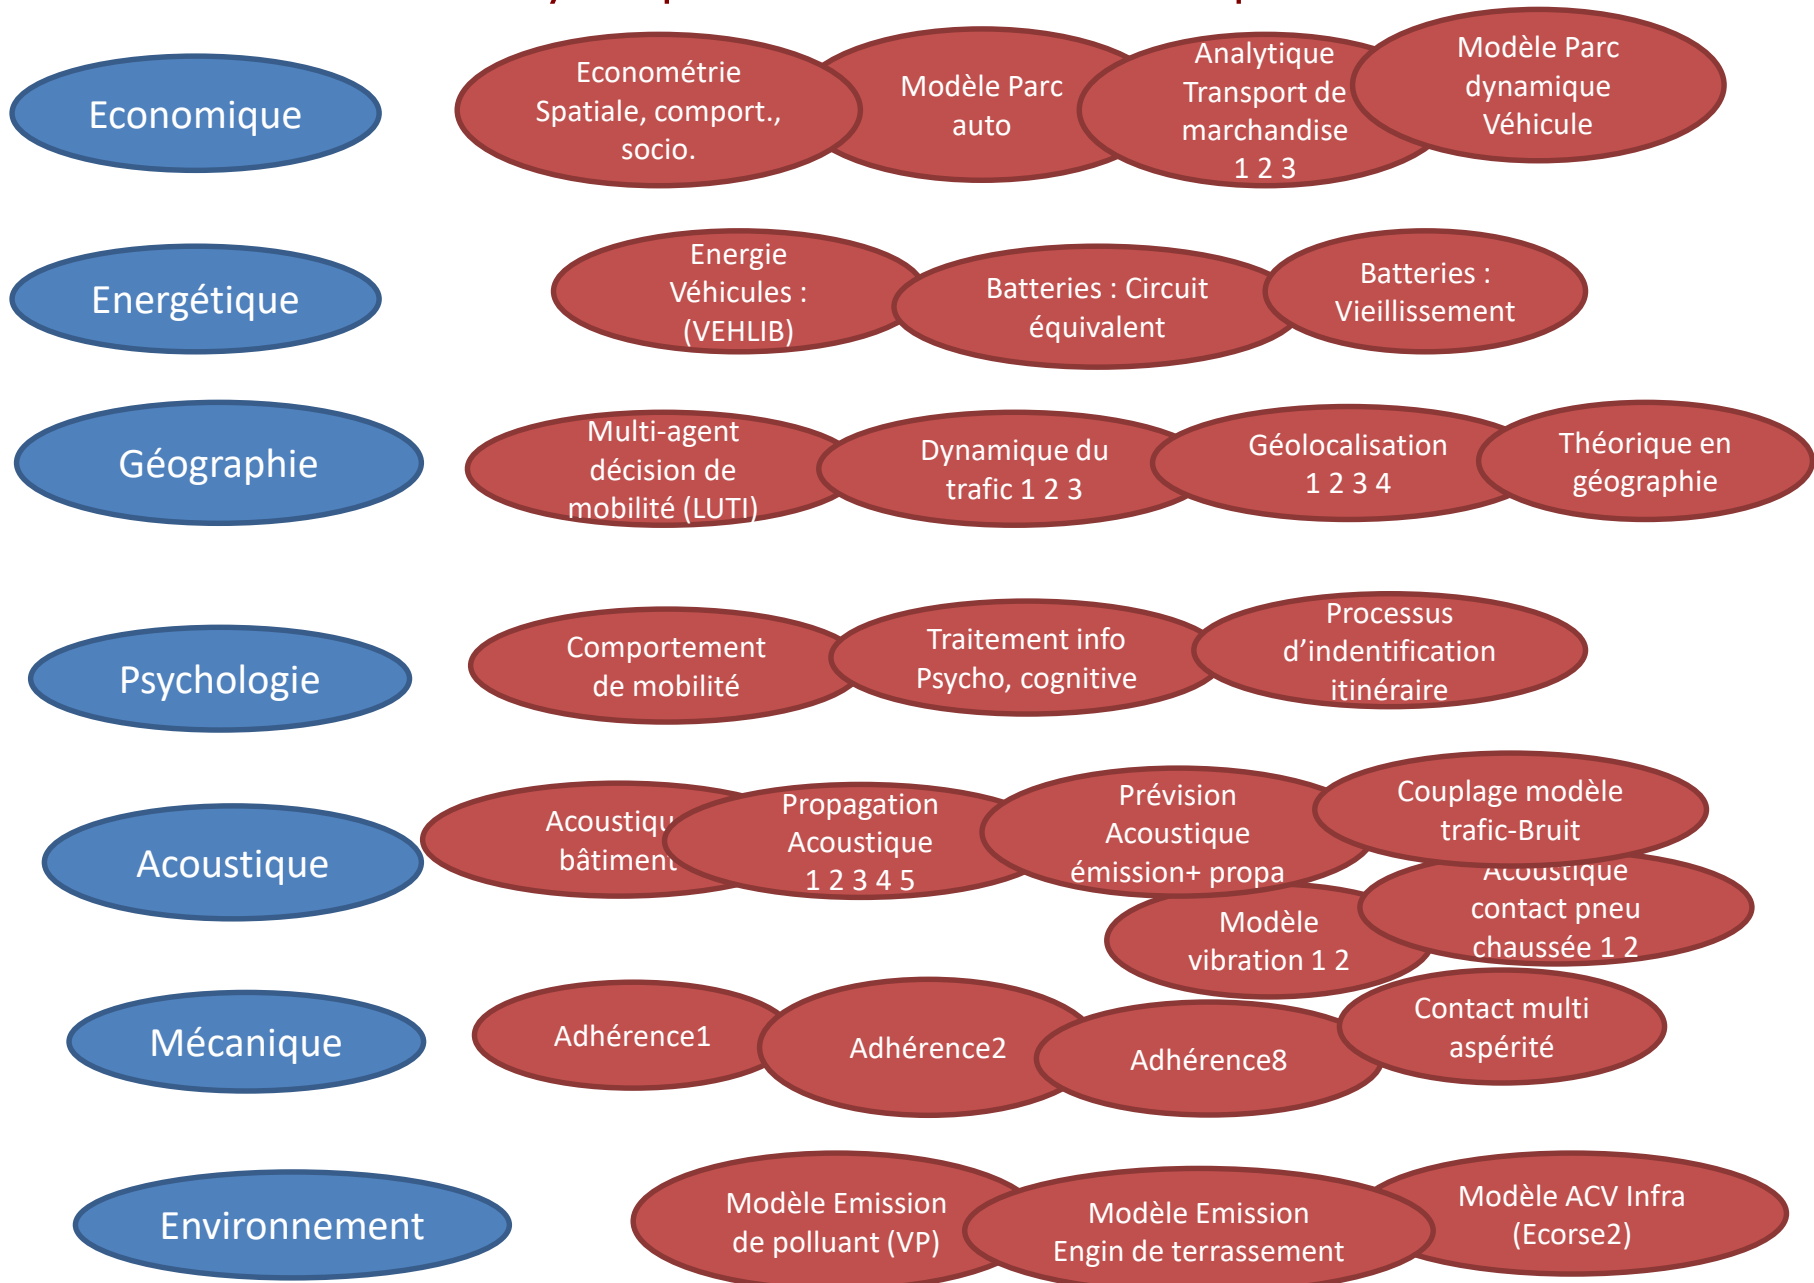 Economique
Econométrie
Spatiale, comport.,
socio.
Modèle Parc
auto
Analytique
Transport de
marchandise
1 2 3
Modèle Parc
dynamique
Véhicule
Energétique
Energie
Véhicules :
(VEHLIB)
Batteries : Circuit
équivalent
Batteries :
Vieillissement
Géographie
Multi-agent
décision de
mobilité (LUTI)
Dynamique du
trafic 1 2 3
Géolocalisation
1 2 3 4
Théorique en
géographie
Psychologie
Comportement
de mobilité
Traitement info
Psycho, cognitive
Processus
d’indentification
itinéraire
Acoustique
Acoustiqu
bâtiment
Propagation
Acoustique
1 2 3 4 5
Prévision
Acoustique
émission+ propa
Couplage modèle
trafic-Bruit
Modèle
vibration 1 2
Acoustique
contact pneu
chaussée 1 2
Mécanique
Adhérence1
Adhérence2
Adhérence8
Contact multi
aspérité
Environnement
Modèle Emission
de polluant (VP)
Modèle Emission
Engin de terrassement
Modèle ACV Infra
(Ecorse2)